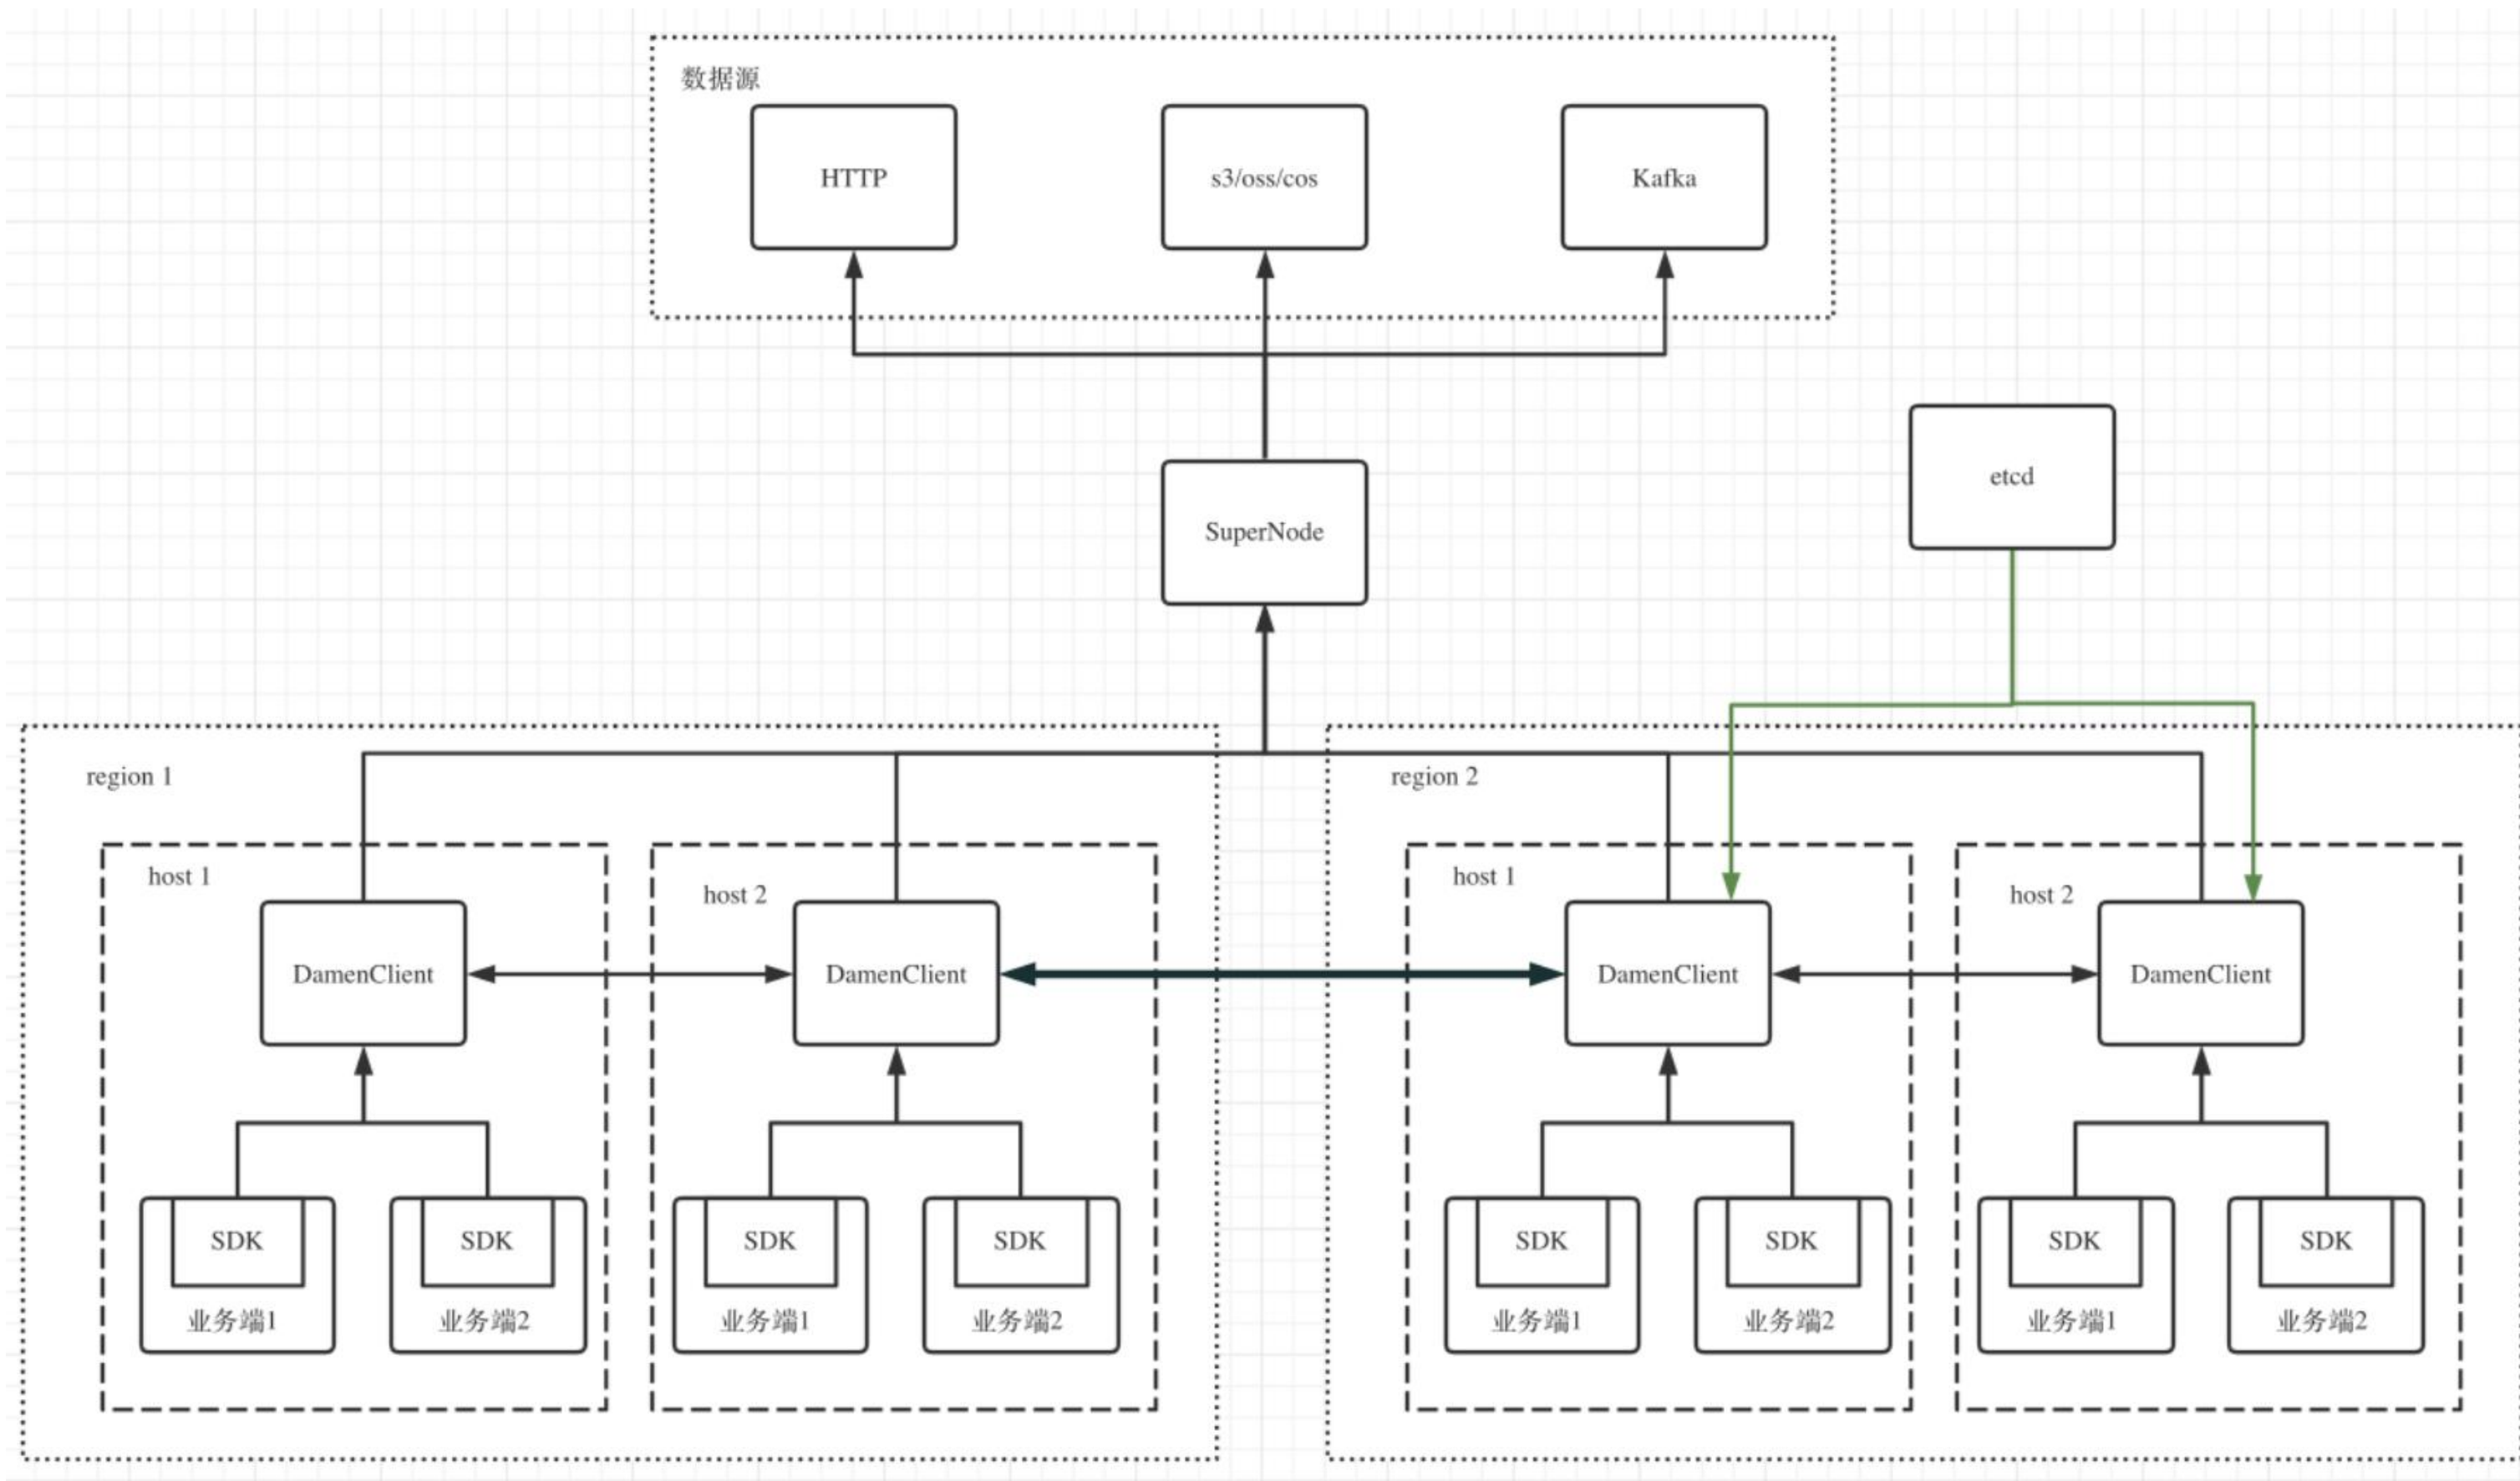 数据源
HTTP
s3/oss/cos
Kafka
etcd
SuperNode
region 1
region 2
host 1
host 2
host 1
host 2
DamenClient
DamenClient
DamenClient
DamenClient
SDK
SDK
SDK
SDK
SDK
SDK
SDK
SDK
业务端1
业务端2
业务端1
业务端2
业务端1
业务端2
业务端1
业务端2